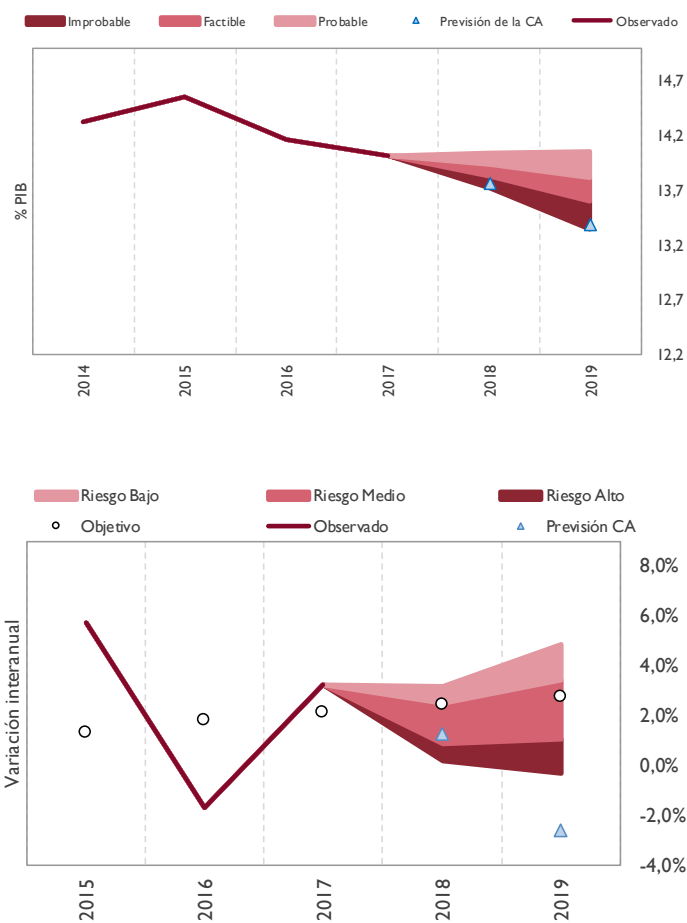 Improbable Factible Probable Previsión de la CA Observado
14,7
14,2
13,7
13,2
12,7
12,2
% PIB
2014 2015 2016 2017 2018 2019
Riesgo Bajo Riesgo Medio Riesgo Alto
Objetivo Observado Previsión CA
8,0%
6,0%
4,0%
2,0%
0,0%
-2,0%
-4,0%
Variación interanual
2015 2016 2017 2018 2019